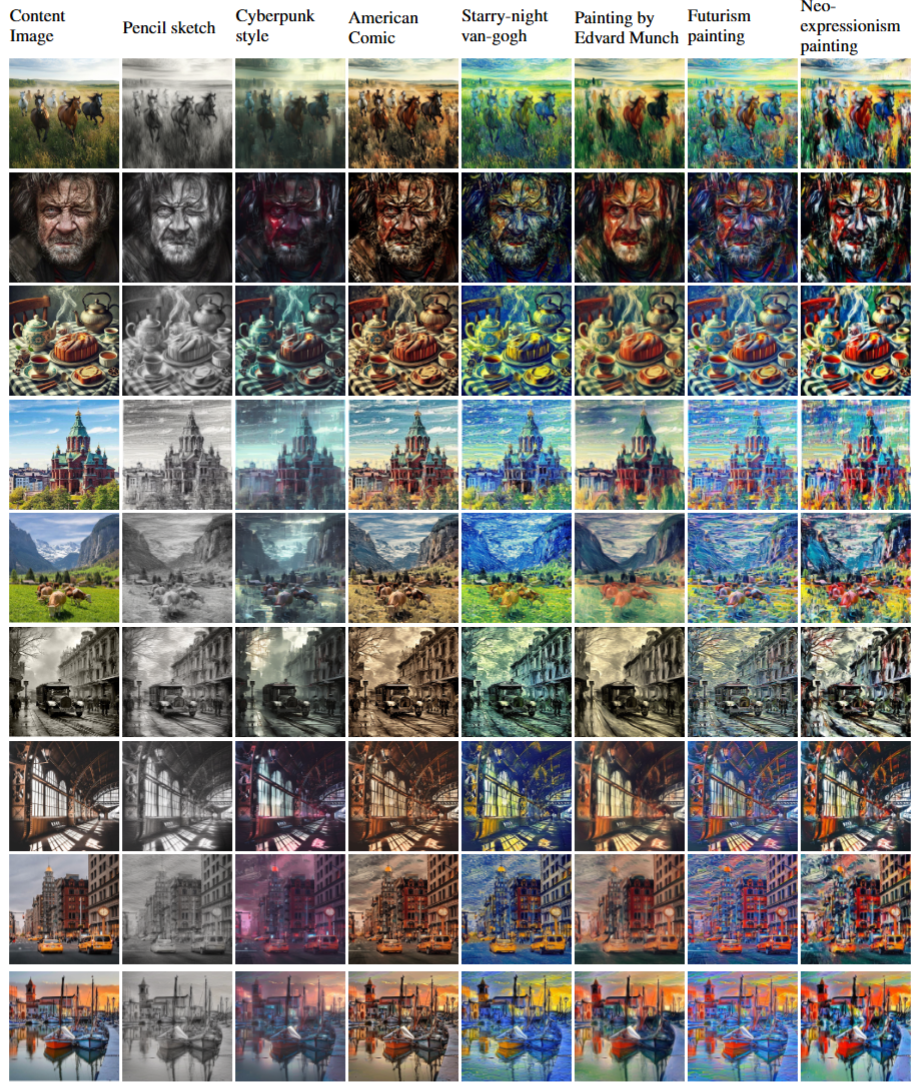 Content
Image
Pencil sketch
Cyberpunk
style
American
Comic
Starry-night
van-gogh
Painting by
Edvard Munch
Futurism
painting
Neo-
expressionism
painting